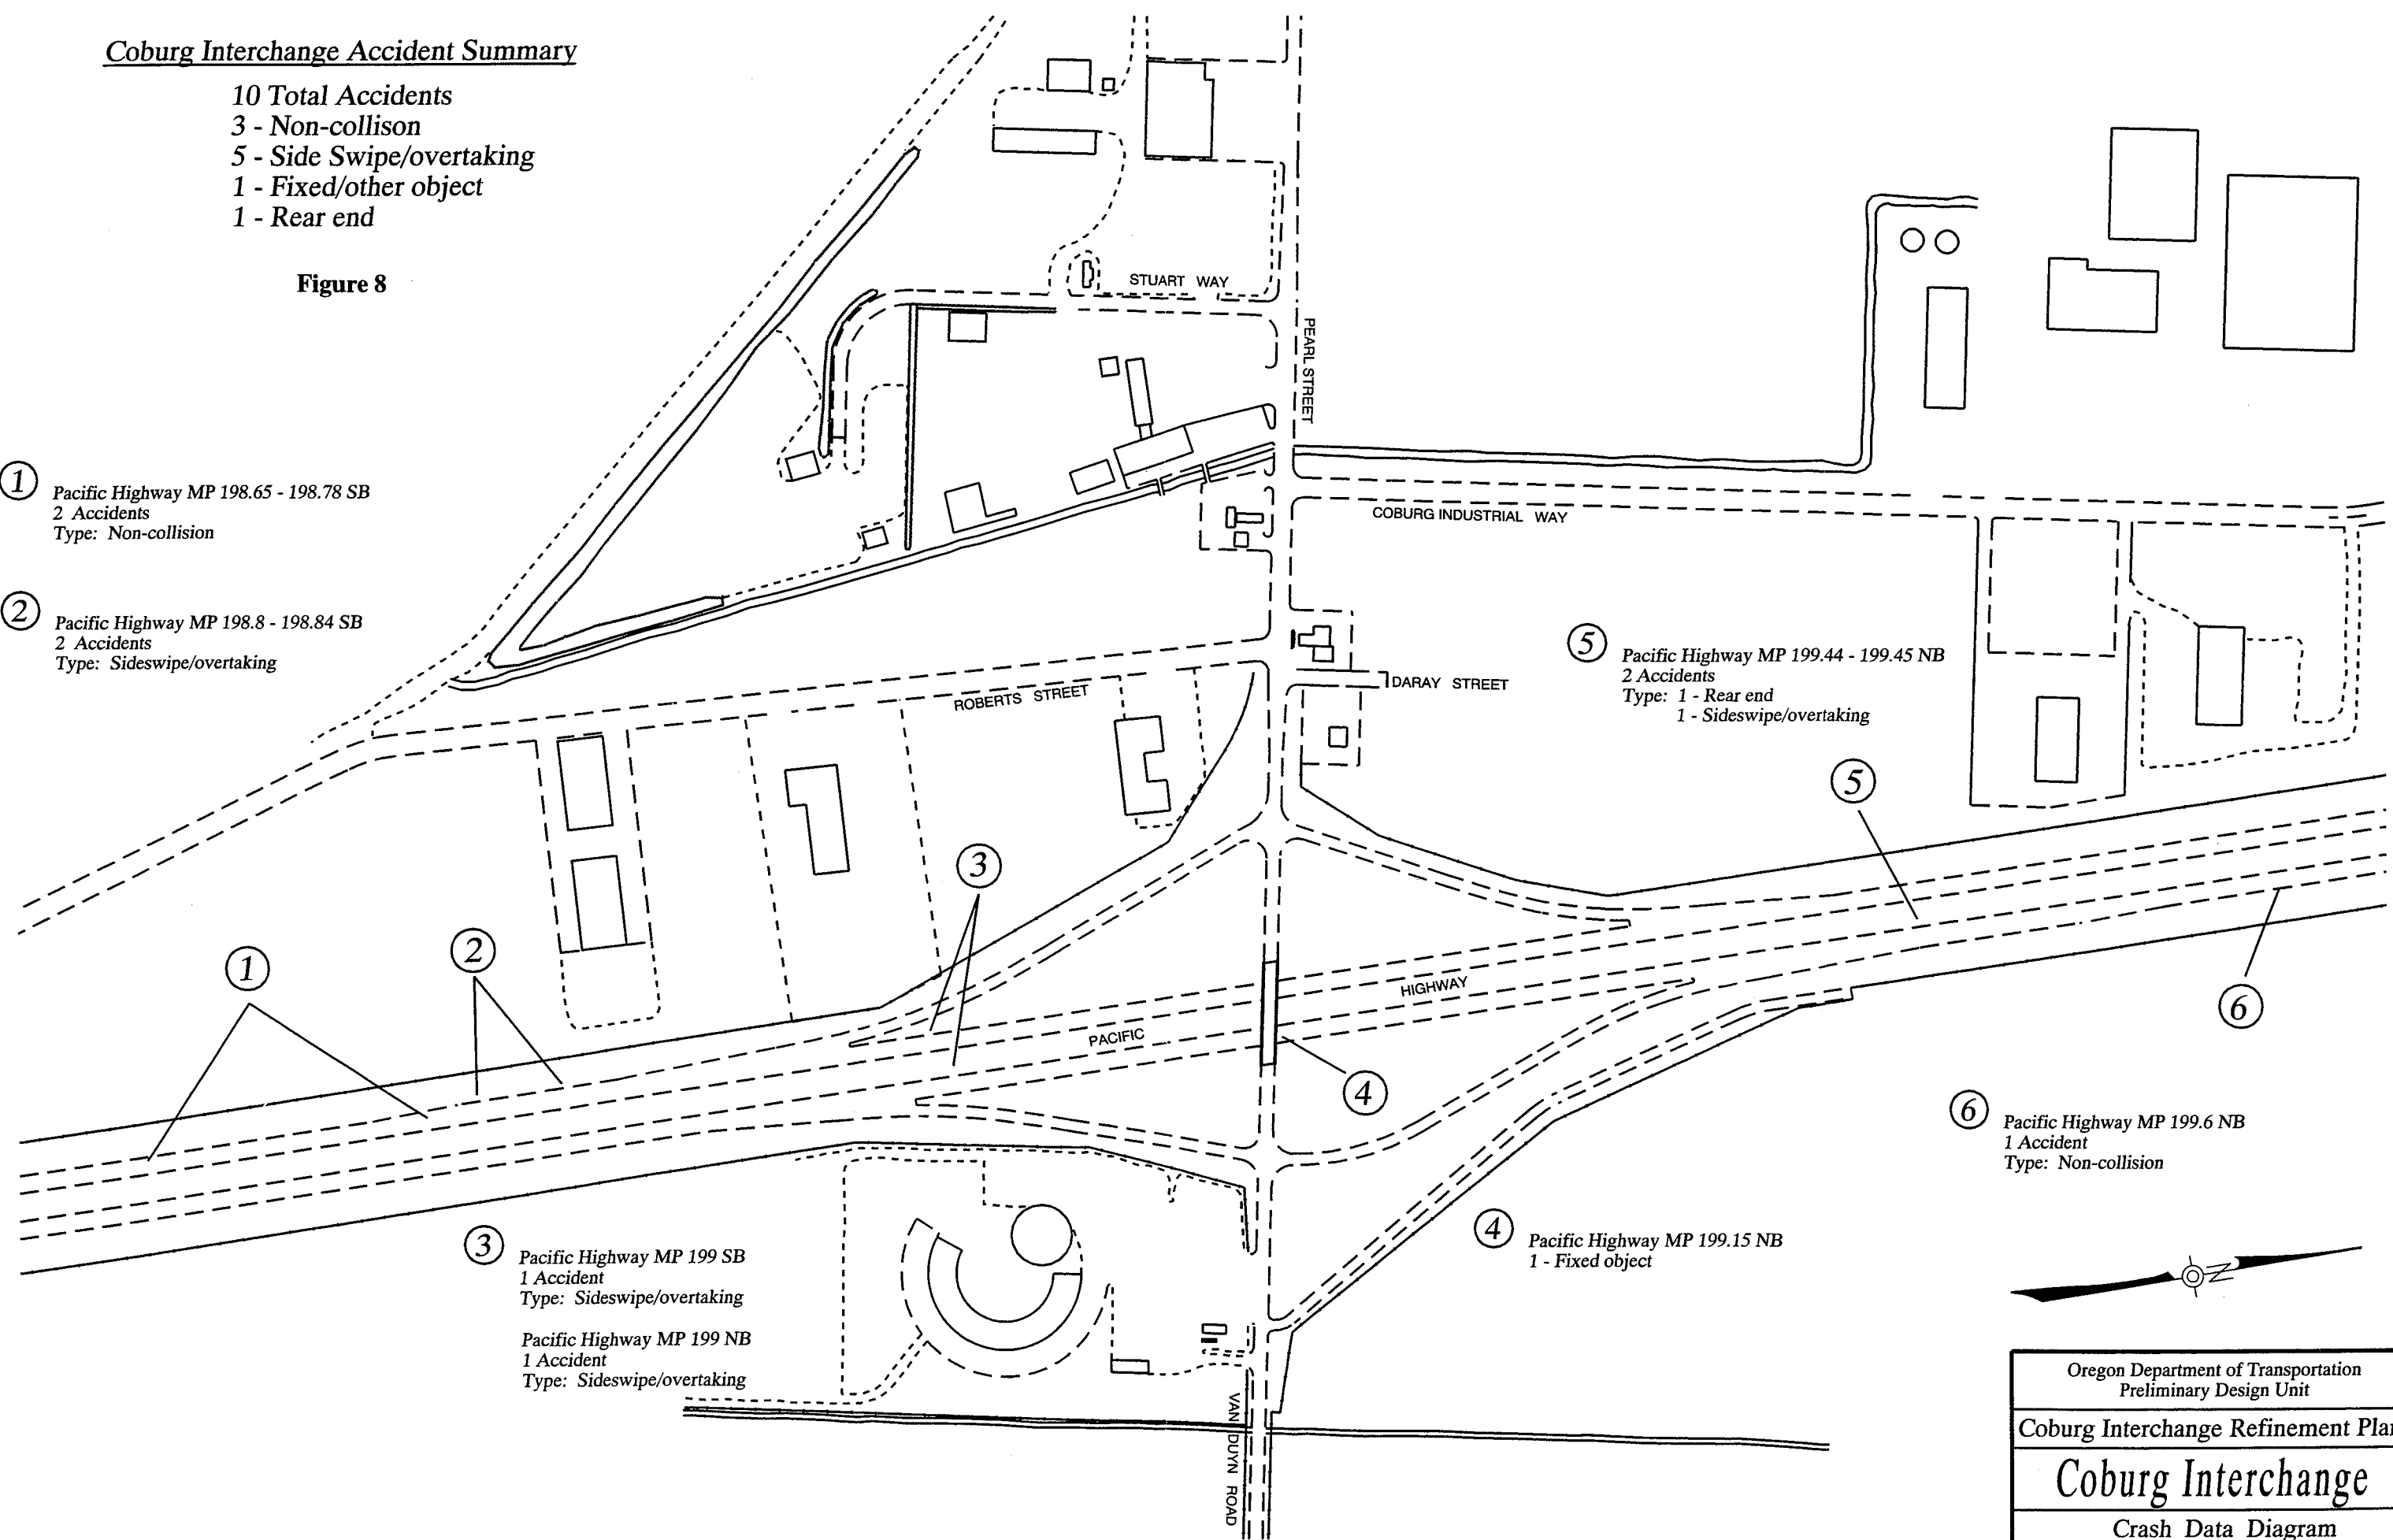 Coburg Interchange Accident Summary
10 Total Accidents
3 - Non-collison
5 - Side Swipe/overtaking
1 - Fixed/other object
1 - Rear end
Figure 8
STUART WAY
PEARL STREET
1
Pacific Highway MP 198.65 - 198.78 SB
2 Accidents
Type: Non-collision
COBURG INDUSTRIAL WAY
2
Pacific Highway MP 198.8 - 198.84 SB
2 Accidents
Type: Sideswipe/overtaking
5
Pacific Highway MP 199.44 - 199.45 NB
2 Accidents
Type: 1 - Rear end
1 - Sideswipe/overtaking
ROBERTS STREET
DARAY STREET
5
3
2
1
HIGHWAY
PACIFIC
6
4
6
Pacific Highway MP 199.6 NB
1 Accident
Type: Non-collision
3
Pacific Highway MP 199 SB
1 Accident
Type: Sideswipe/overtaking
Pacific Highway MP 199 NB
1 Accident
Type: Sideswipe/overtaking
4
Pacific Highway MP 199.15 NB
1 - Fixed object
N
VAN DUYN ROAD
Oregon Department of Transportation
Preliminary Design Unit
Coburg Interchange Refinement Plan
Coburg Interchange
Crash Data Diagram